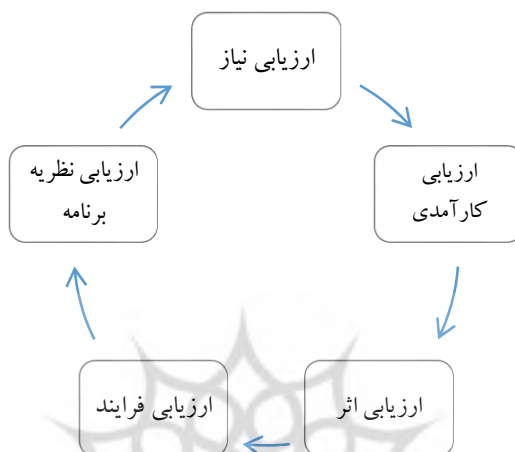 ارزیابی نیاز
ارزیابی
کارآمدی
ارزیابی اثر
ارزیابی فرایند
ارزیابی نظریه
برنامه